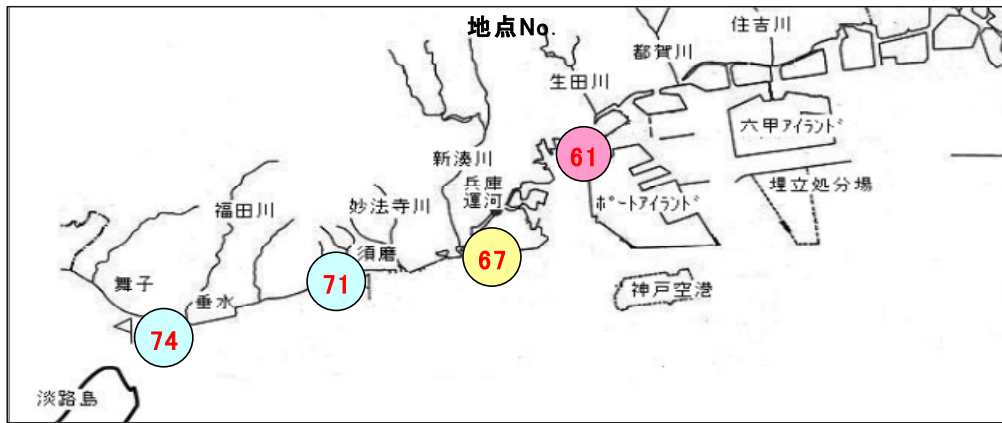 地点No.
住吉川
都賀川
生田川
六甲アイランド
61
新湊川
兵庫
運河
埋立処分場
妙法寺川
福田川
ポートアイランド
須磨
67
舞子
71
垂水
神戸空港
74
淡路島